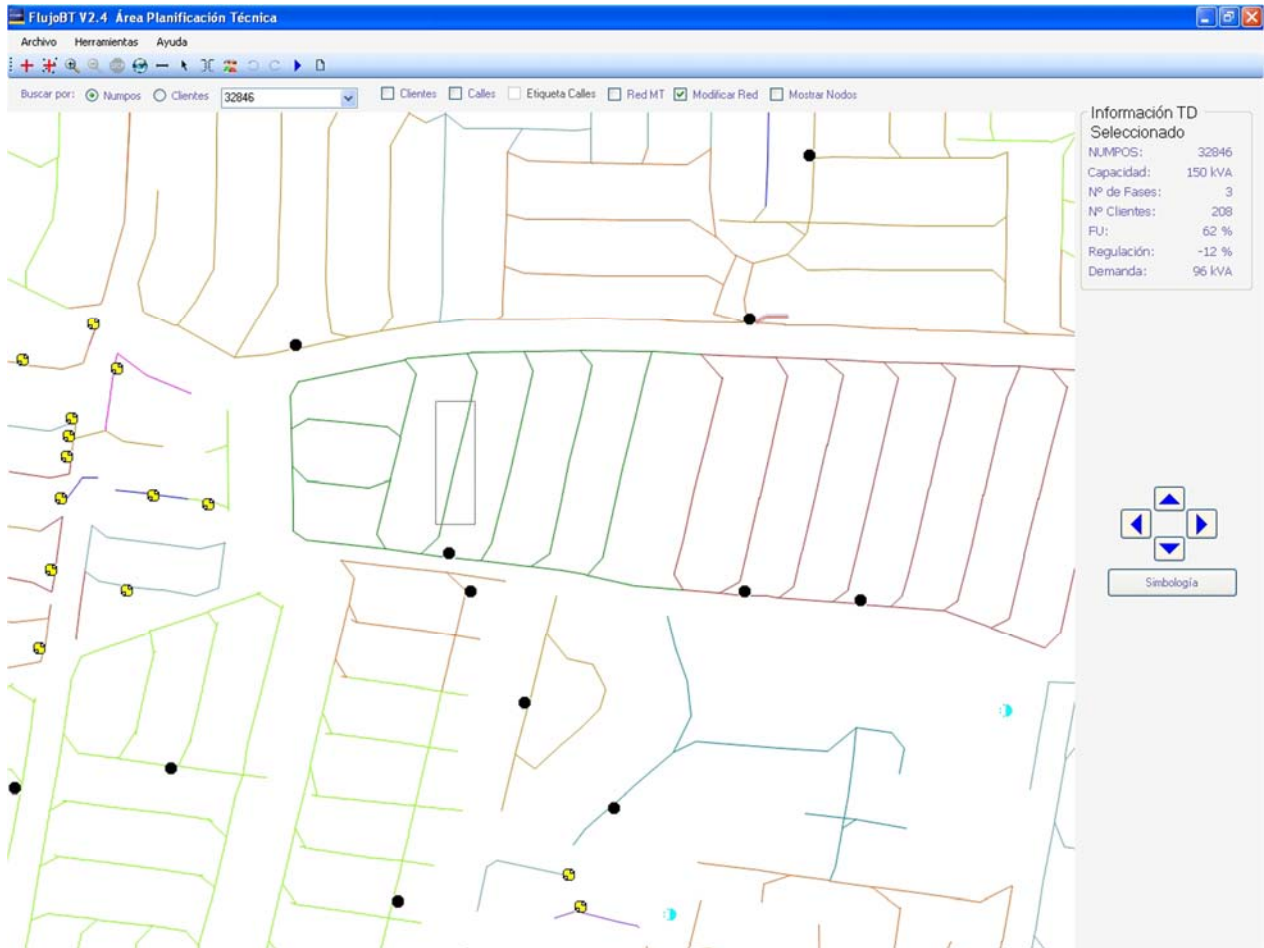 FlujoBT V2.4 Área Planificación Técnica
Archivo Herramientas Ayuda
Buscar por: Numpos Clientes 32846 Clientes Calles Etiqueta Calles Red MT Modificar Red Mostrar Nodos
Información TD
Seleccionado
NUMPOS: 32846
Capacidad: 150 kVA
Nº de Fases: 3
Nº Clientes: 208
FU: 62 %
Regulación: -12 %
Demanda: 96 kVA
Simbología